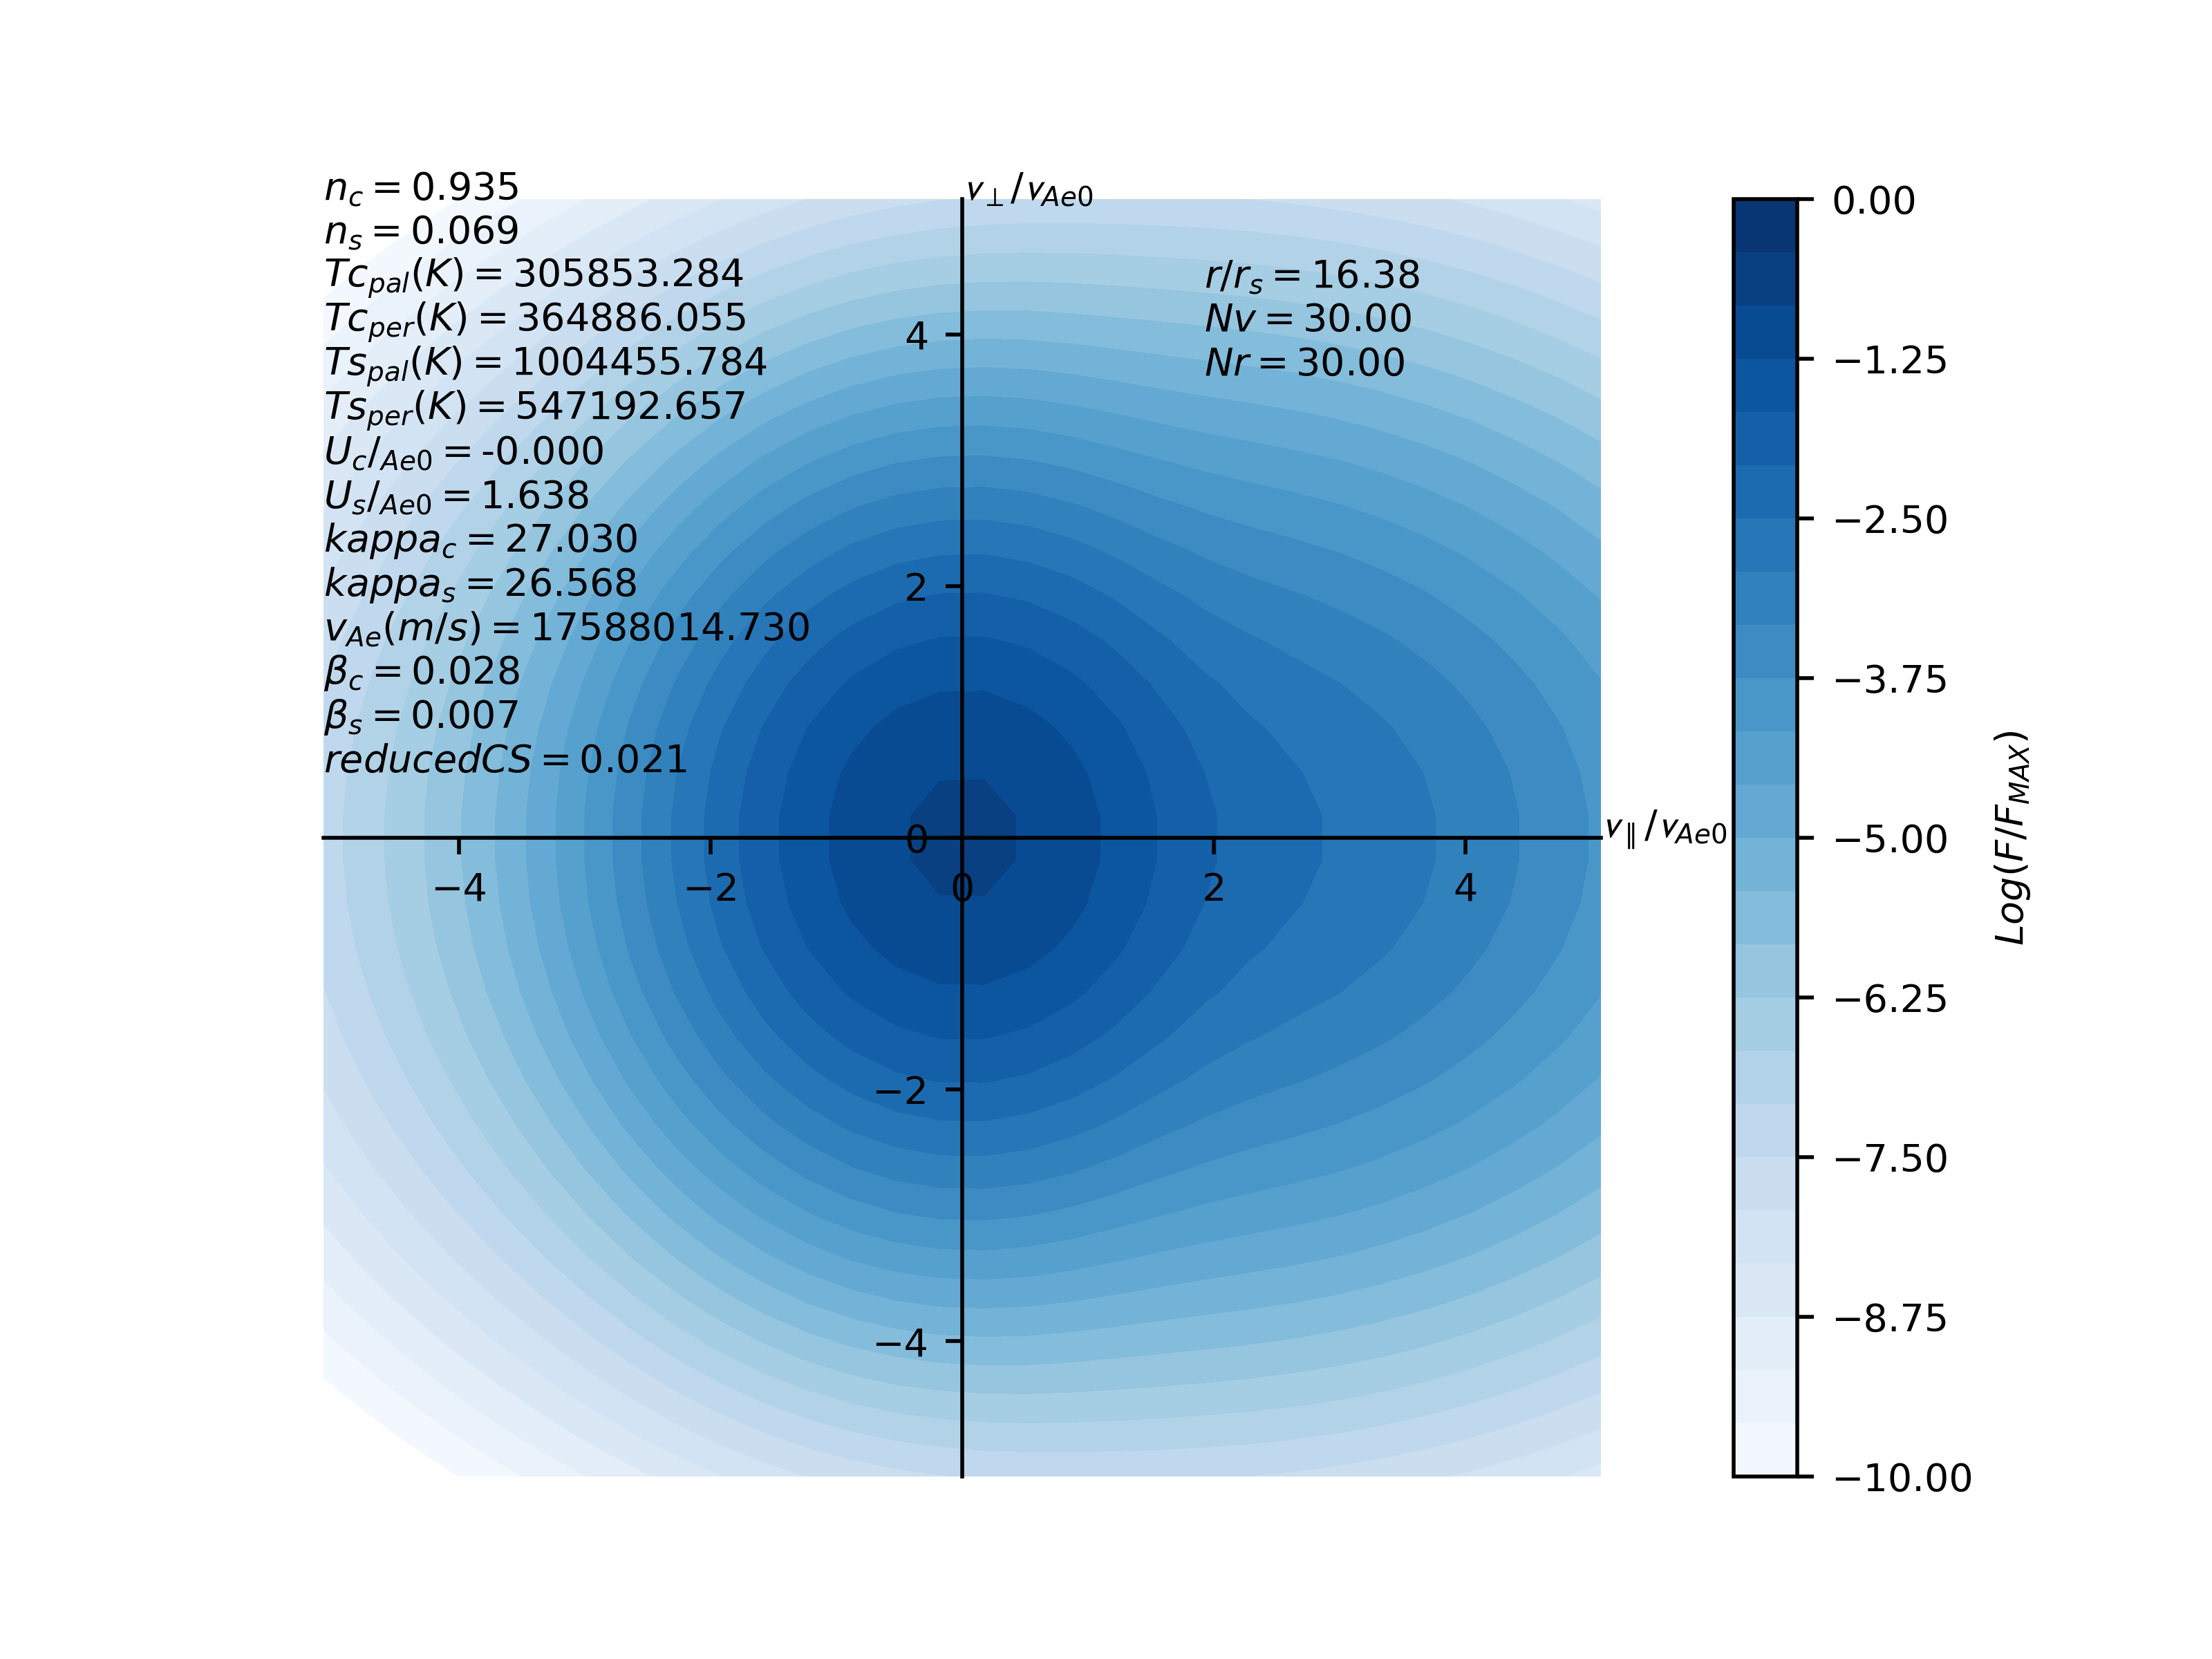 n_c = 0.935
n_s = 0.069
Tc_pal(K) = 305853.284
Tc_per(K) = 364886.055
Ts_pal(K) = 1004455.784
Ts_per(K) = 547192.657
U_c/_Ae0 = -0.000
U_s/_Ae0 = 1.638
kappa_c = 27.030
kappa_s = 26.568
v_Ae(m/s) = 17588014.730
β_c = 0.028
β_s = 0.007
reducedCS = 0.021
v_⊥/v_Ae0
r/r_s = 16.38
Nv = 30.00
Nr = 30.00
4
2
0
−2
−4
−4
−2
0
2
4
v_∥/v_Ae0
0.00
−1.25
−2.50
−3.75
−5.00
−6.25
−7.50
−8.75
−10.00
Log(F/F_MAX)